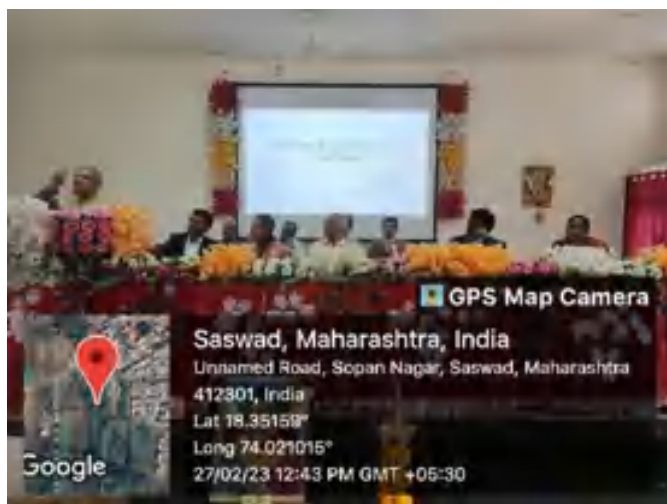 GPS Map Camera
Saswad, Maharashtra, India
Unnamed Road, Sopan Nagar, Saswad, Maharashtra
412301, India
Lat 18.35159°
Long 74.021015°
27/02/23 12:43 PM GMT +05:30
Google